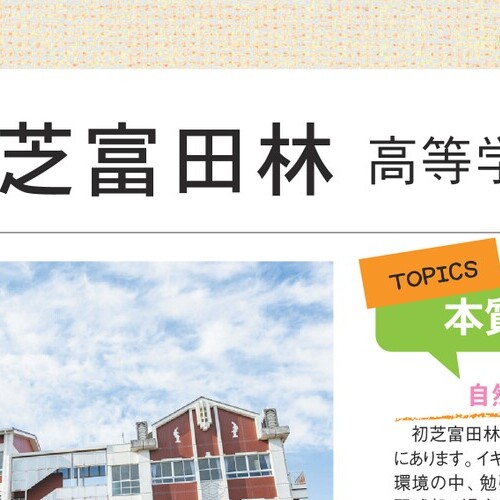 芝富田林 高等学
TOPICS
本質
自然
初芝富田林
にあります。イギ
環境の中、勉